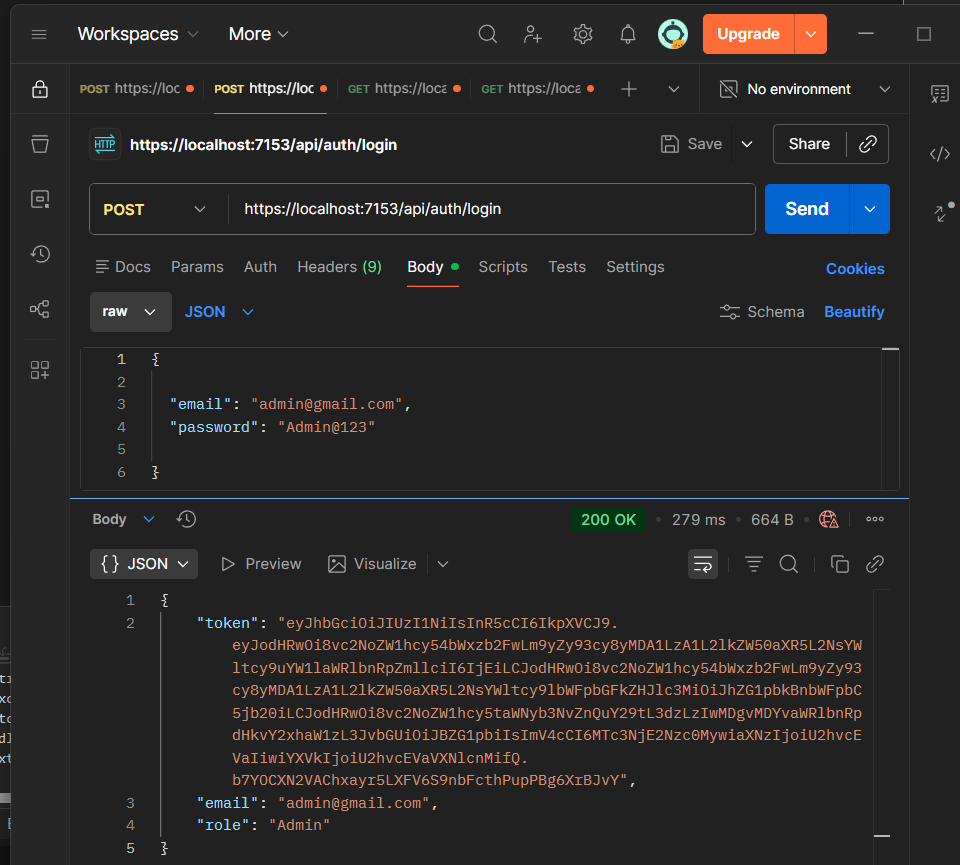 Workspaces More Upgrade
POST https://loc POST https://loc GET https://loca GET https://loca No environment
HTTP https://localhost:7153/api/auth/login Save Share
POST https://localhost:7153/api/auth/login Send
Docs Params Auth Headers (9) Body Scripts Tests Settings Cookies
raw JSON Schema Beautify
1 {
2
3 "email": "admin@gmail.com",
4 "password": "Admin@123"
5
6 }
Body 200 OK • 279 ms • 664 B •
{ } JSON Preview Visualize
1 {
2 "token": "eyJhbGciOiJIUzI1NiIsInR5cCI6IkpXVCJ9.
eyJodHRwOi8vc2NoZW1hcy54bWxzb2FwLm9yZy93cy8yMDA1LzA1L2lkZW50aXR5L2NsYW
ltcy9uYW1laWRlbnRpZmllciI6IjEiLCJodHRwOi8vc2NoZW1hcy54bWxzb2FwLm9yZy93
cy8yMDA1LzA1L2lkZW50aXR5L2NsYWltcy9lbWFpbGFkZHJlc3MiOiJhZG1pbkBnbWFpbC
5jb20iLCJodHRwOi8vc2NoZW1hcy5taWNyb3NvZnQuY29tL3dzLzIwMDgvMDYvaWRlbnRp
dHkvY2xhaW1zL3JvbGUiOiJBZG1pbiIsImV4cCI6MTc3NjE2Nzc0MywiaXNzIjoiU2hvcE
VaIiwiYXVkIjoiU2hvcEVaVXNlcnMifQ.
b7YOCXN2VAChxayr5LXFV6S9nbFcthPupPBg6XrBJvY",
3 "email": "admin@gmail.com",
4 "role": "Admin"
5 }